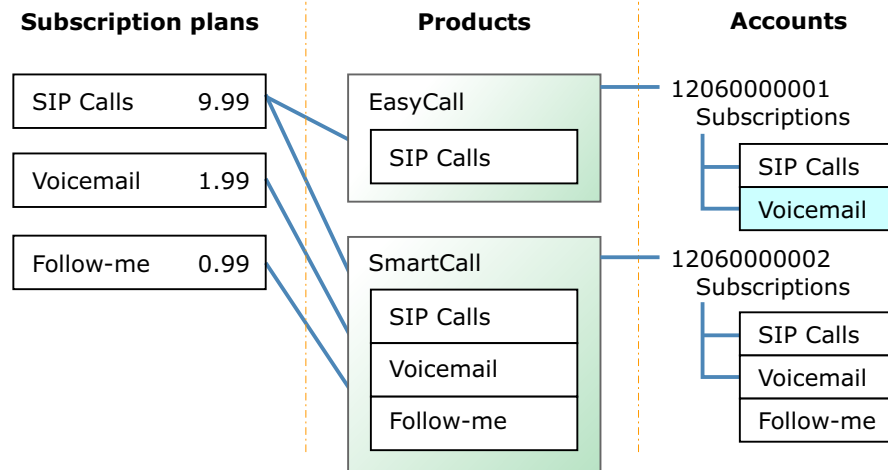 Subscription plans
Products
Accounts
SIP Calls 9.99
Voicemail 1.99
Follow-me 0.99
EasyCall
SIP Calls
SmartCall
SIP Calls
Voicemail
Follow-me
12060000001
Subscriptions
SIP Calls
Voicemail
12060000002
Subscriptions
SIP Calls
Voicemail
Follow-me